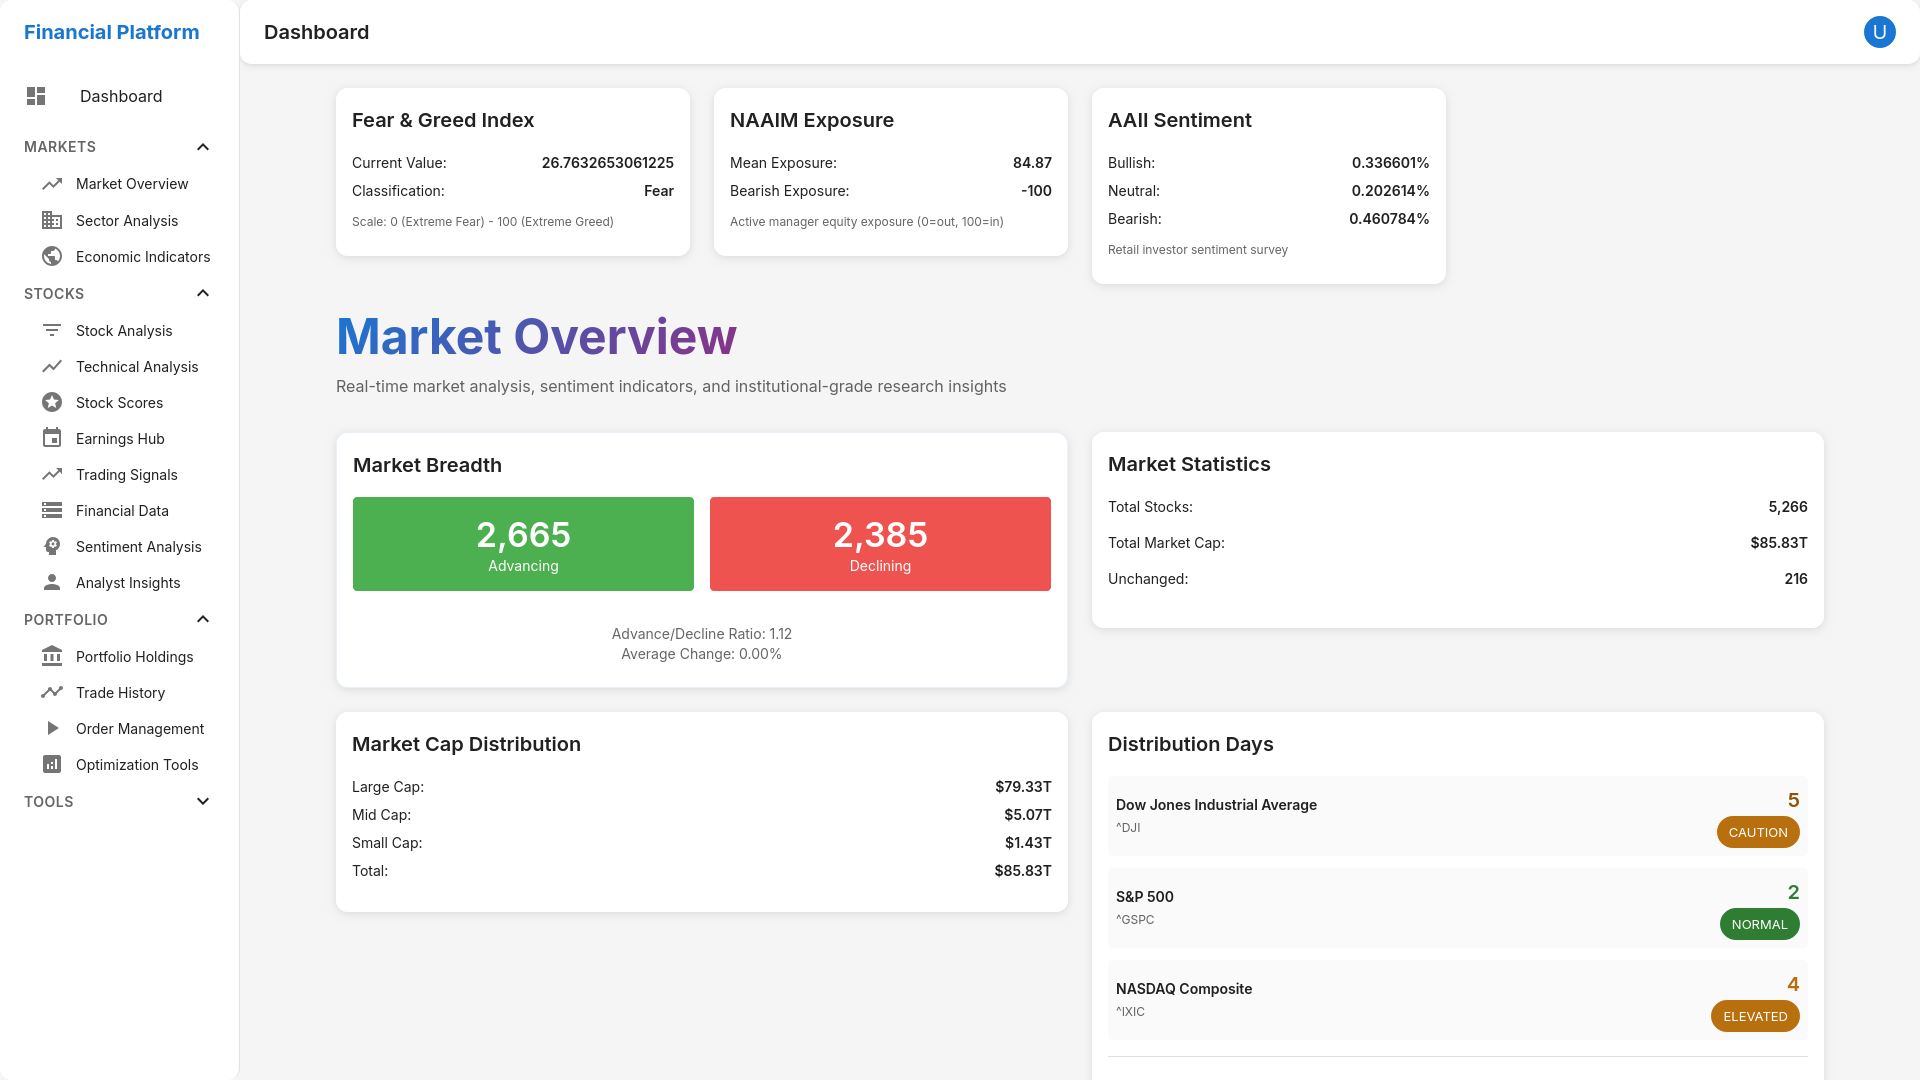 Financial Platform
Dashboard
MARKETS
Market Overview
Sector Analysis
Economic Indicators
STOCKS
Stock Analysis
Technical Analysis
Stock Scores
Earnings Hub
Trading Signals
Financial Data
Sentiment Analysis
Analyst Insights
PORTFOLIO
Portfolio Holdings
Trade History
Order Management
Optimization Tools
TOOLS
Dashboard
U
Fear & Greed Index
Current Value: 26.7632653061225
Classification: Fear
Scale: 0 (Extreme Fear) - 100 (Extreme Greed)
NAAIM Exposure
Mean Exposure: 84.87
Bearish Exposure: -100
Active manager equity exposure (0=out, 100=in)
AAII Sentiment
Bullish: 0.336601%
Neutral: 0.202614%
Bearish: 0.460784%
Retail investor sentiment survey
Market Overview
Real-time market analysis, sentiment indicators, and institutional-grade research insights
Market Breadth
2,665
Advancing
2,385
Declining
Advance/Decline Ratio: 1.12
Average Change: 0.00%
Market Statistics
Total Stocks: 5,266
Total Market Cap: $85.83T
Unchanged: 216
Market Cap Distribution
Large Cap: $79.33T
Mid Cap: $5.07T
Small Cap: $1.43T
Total: $85.83T
Distribution Days
Dow Jones Industrial Average
^DJI
5
CAUTION
S&P 500
^GSPC
2
NORMAL
NASDAQ Composite
^IXIC
4
ELEVATED